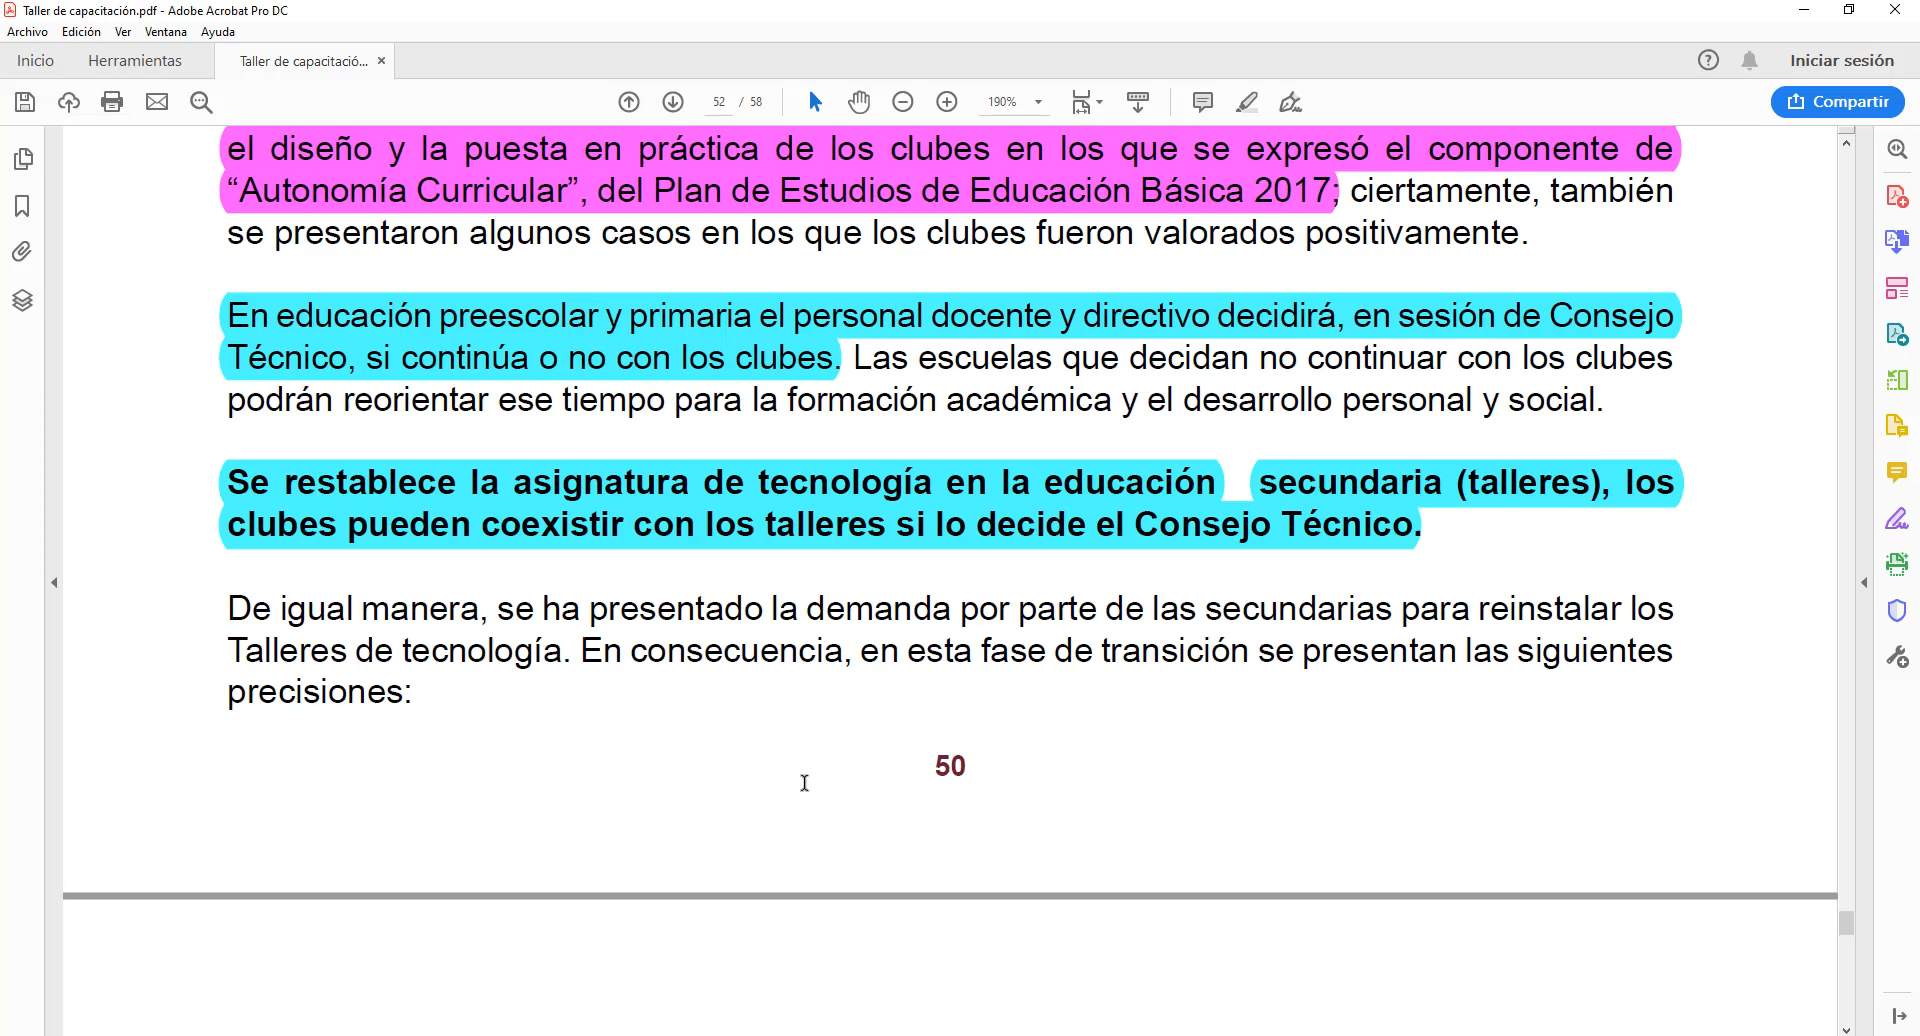 Taller de capacitación.pdf - Adobe Acrobat Pro DC
Archivo Edición Ver Ventana Ayuda
Inicio Herramientas Taller de capacitació... × Iniciar sesión
52 / 58 190% Compartir
el diseño y la puesta en práctica de los clubes en los que se expresó el componente de
“Autonomía Curricular”, del Plan de Estudios de Educación Básica 2017; ciertamente, también
se presentaron algunos casos en los que los clubes fueron valorados positivamente.
En educación preescolar y primaria el personal docente y directivo decidirá, en sesión de Consejo
Técnico, si continúa o no con los clubes. Las escuelas que decidan no continuar con los clubes
podrán reorientar ese tiempo para la formación académica y el desarrollo personal y social.
Se restablece la asignatura de tecnología en la educación secundaria (talleres), los
clubes pueden coexistir con los talleres si lo decide el Consejo Técnico.
De igual manera, se ha presentado la demanda por parte de las secundarias para reinstalar los
Talleres de tecnología. En consecuencia, en esta fase de transición se presentan las siguientes
precisiones:
50